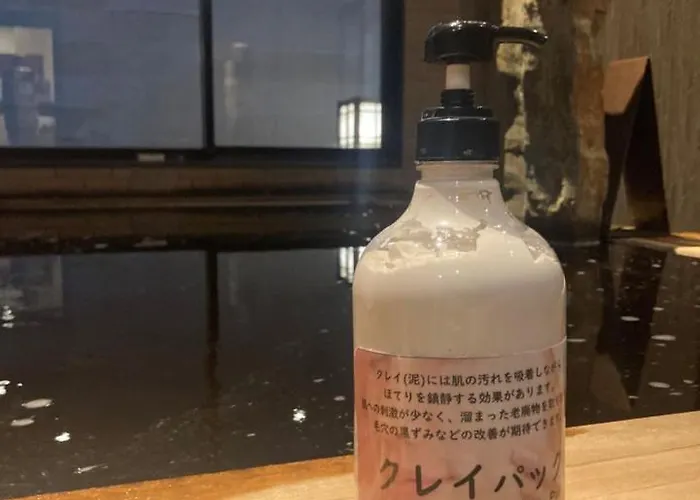 クレイ(泥)には肌の汚れを吸着しながら
ほてりを鎮静する効果があります。
への刺激が少なく、溜まった老廃物を
毛穴の黒ずみなどの改善が期待できます
クレイパック